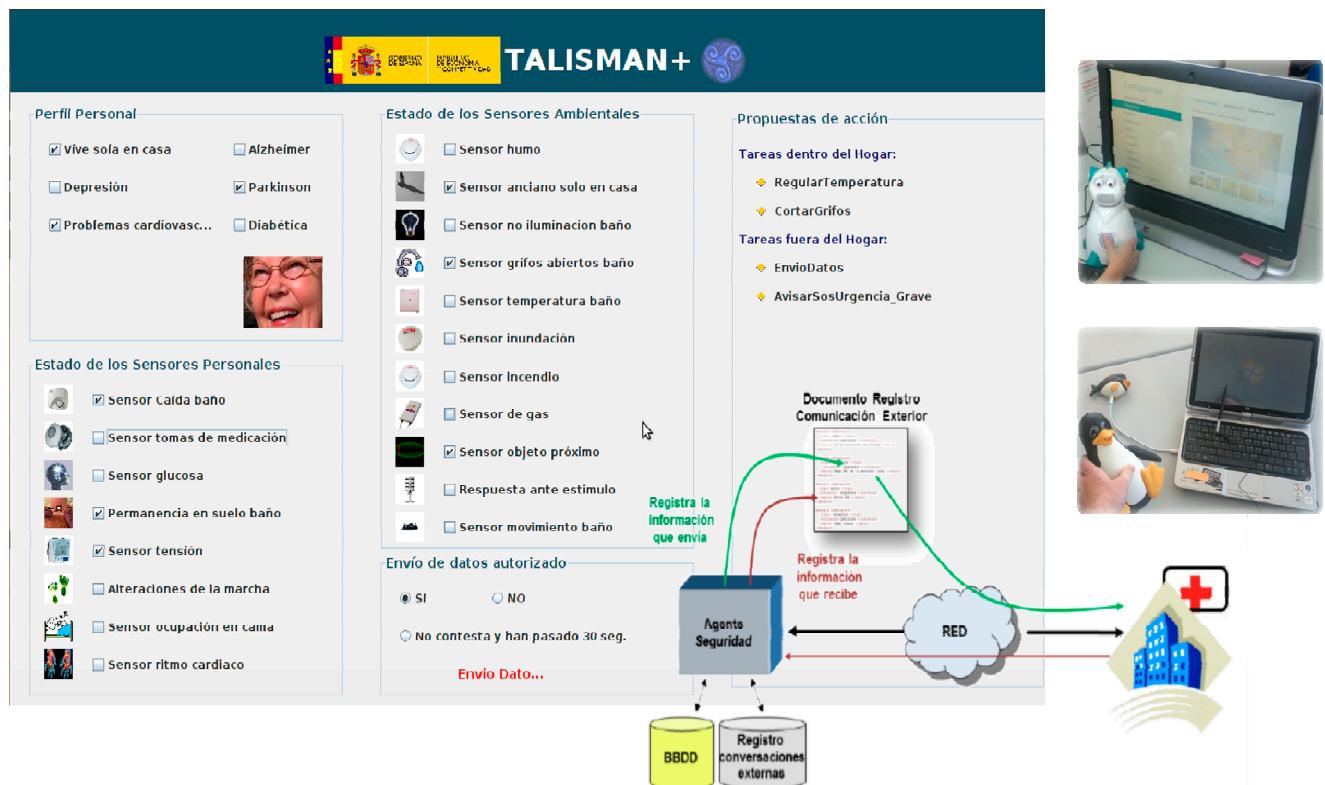 GOBIERNO
DE ESPAÑA
TALISMAN+
Perfil Personal
Vive sola en casa
Alzheimer
Depresión
Parkinson
Problemas cardiovasc...
Diabética
Estado de los Sensores Personales
Sensor Caída baño
Sensor tomas de medicación
Sensor glucosa
Permanencia en suelo baño
Sensor tensión
Alteraciones de la marcha
Sensor ocupación en cama
Sensor ritmo cardiaco
Estado de los Sensores Ambientales
Sensor humo
Sensor anciano solo en casa
Sensor no iluminacion baño
Sensor grifos abiertos baño
Sensor temperatura baño
Sensor inundación
Sensor Incendio
Sensor de gas
Sensor objeto próximo
Respuesta ante estimulo
Sensor movimiento baño
Envío de datos autorizado
SI
NO
No contesta y han pasado 30 seg.
Envio Dato...
Propuestas de acción
Tareas dentro del Hogar:
RegularTemperatura
CortarGrifos
Tareas fuera del Hogar:
EnvioDatos
AvisarSosUrgencia_Grave
Documento Registro
Comunicación Exterior
Registra la
información
que envía
Registra la
información
que recibe
Agente
Seguridad
RED
BBDD
Registro
conversaciones
externas